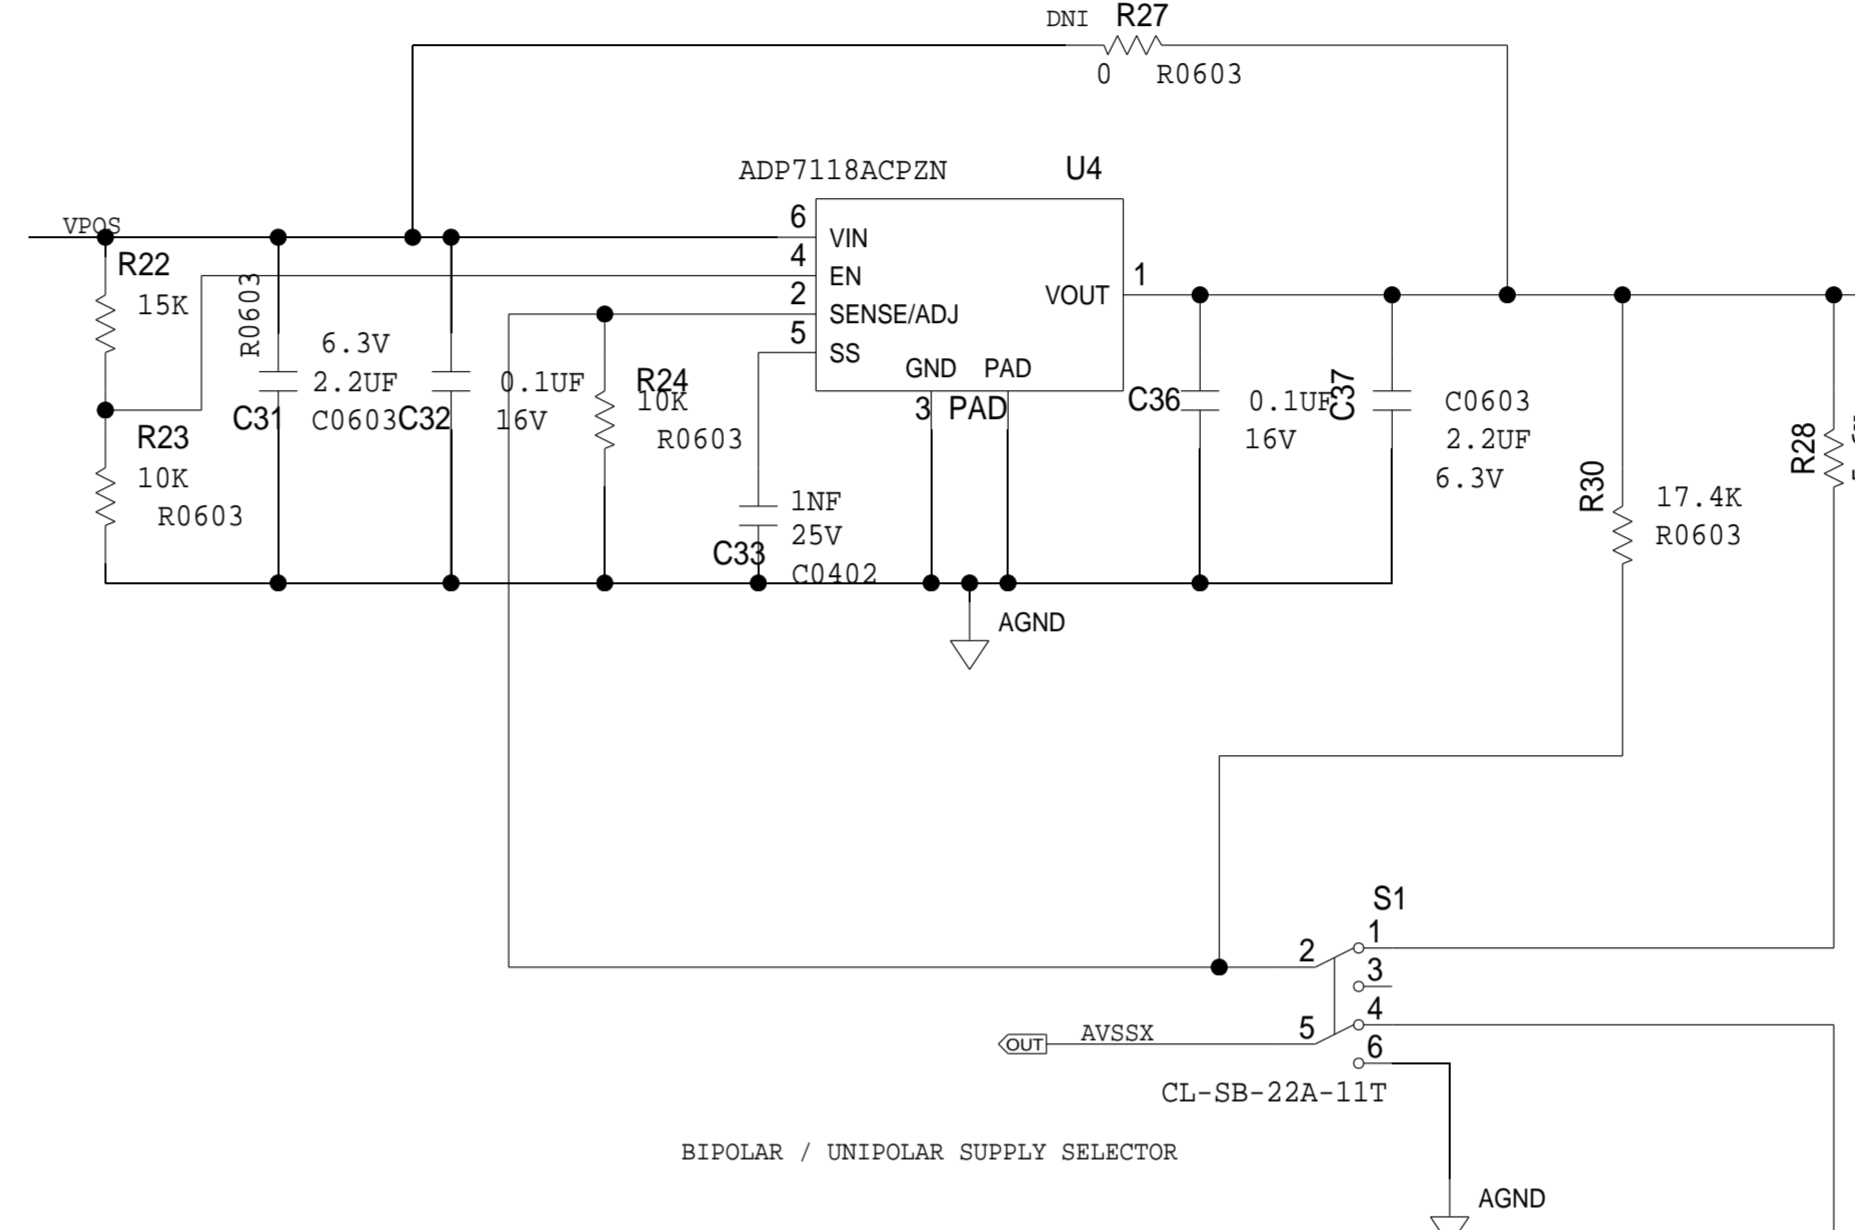 DNI R27
0 R0603
ADP7118ACPZN U4
VPOS
6
VIN
4
EN
2
SENSE/ADJ
5
SS
VOUT
1
GND PAD
3 PAD
R22
15K
R0603
R23
10K
R0603
6.3V
2.2UF
C31 C0603
C32
0.1UF
16V
R24
10K
R0603
1NF
25V
C33
C0402
C36
0.1UF
16V
C37
C0603
2.2UF
6.3V
R30
17.4K
R0603
R28
AGND
S1
1
2
3
4
5
6
OUT AVSSX
CL-SB-22A-11T
BIPOLAR / UNIPOLAR SUPPLY SELECTOR
AGND